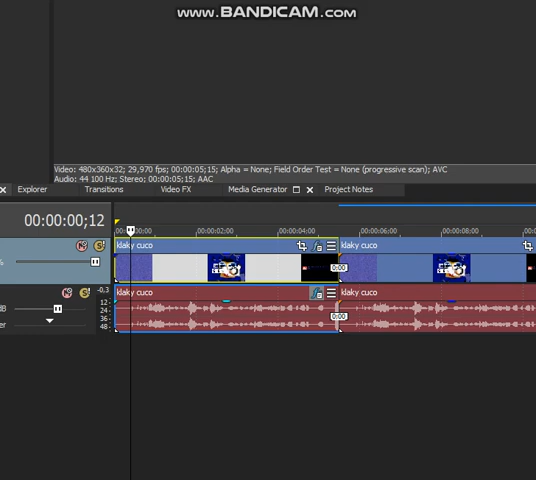 www.BANDICAM.com
Video: 480x360x32; 29,970 fps; 00:00:05;15; Alpha = None; Field Order Test = None (progressive scan); AVC
Audio: 44 100 Hz; Stereo; 00:00:05;15; AAC
Explorer Transitions Video FX Media Generator Project Notes
00:00:00;12
00:00:02;00 00:00:04;00 00:00:06;00 00:00:08;00
klaky cuco klaky cuco
%
0:00
klaky cuco klaky cuco
-0,3
12
24
36
48
0:00